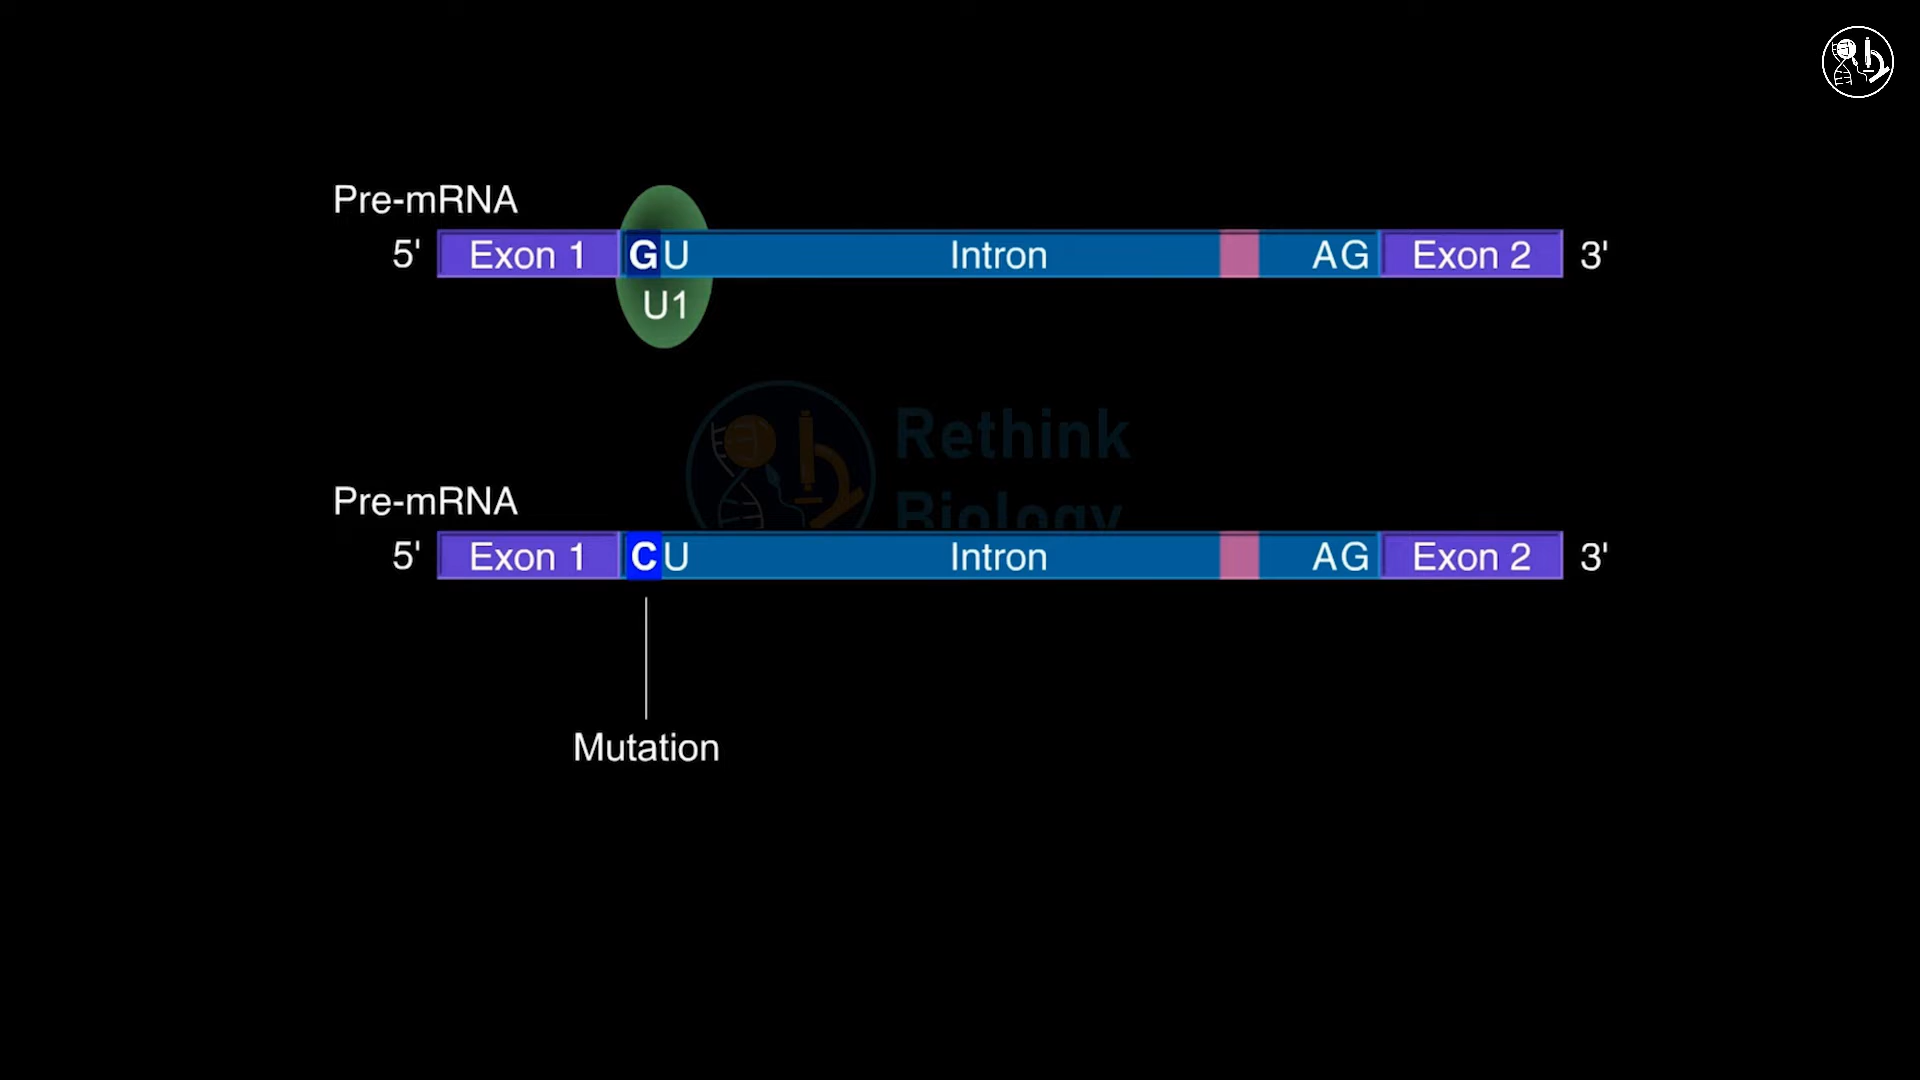 Pre-mRNA
5' Exon 1 GU Intron AG Exon 2 3'
U1
Rethink
Biology
Pre-mRNA
5' Exon 1 CU Intron AG Exon 2 3'
Mutation